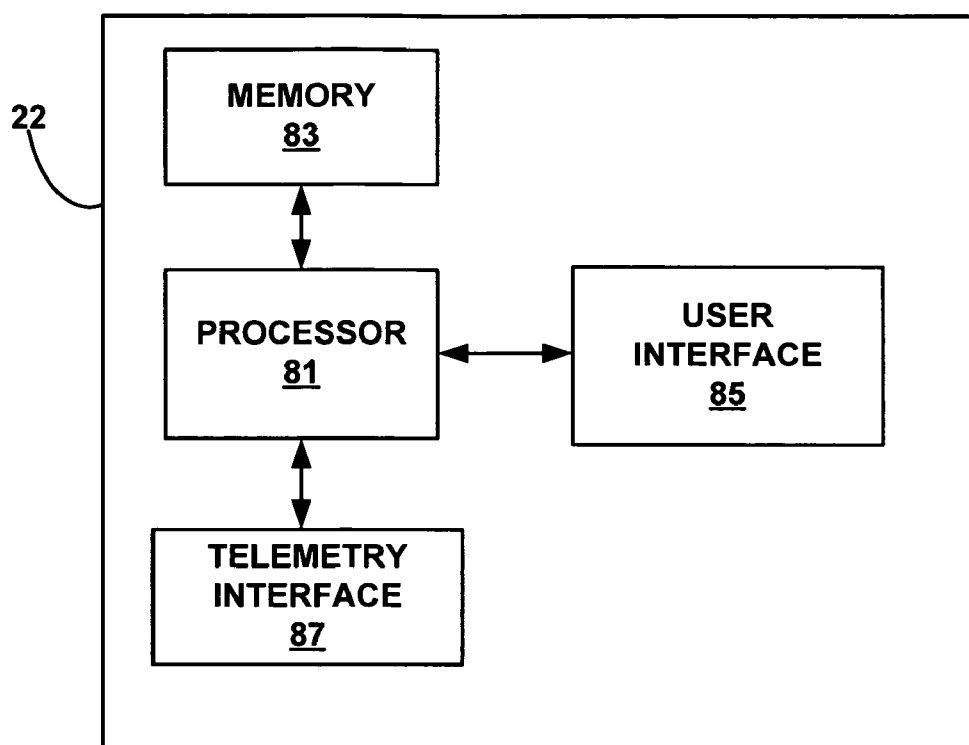 22
MEMORY
83
PROCESSOR
81
USER
INTERFACE
85
TELEMETRY
INTERFACE
87